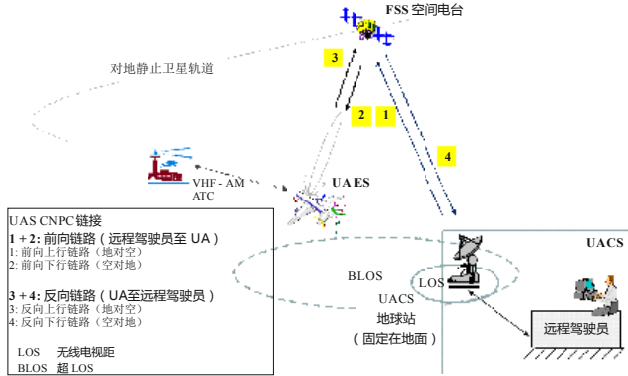 FSS 空间电台
3
对地静止卫星轨道
2 1
4
UAES
VHF - AM
ATC
UAS CNPC 链接
1 + 2: 前向链路（远程驾驶员至 UA）
1: 前向上行链路（地对空）
2: 前向下行链路（空对地）
3 + 4: 反向链路（UA至远程驾驶员）
3: 反向上行链路（地对空）
4: 反向下行链路（空对地）
LOS 无线电视距
BLOS 超 LOS
UACS
BLOS
LOS
UACS
地球站
（固定在地面）
远程驾驶员